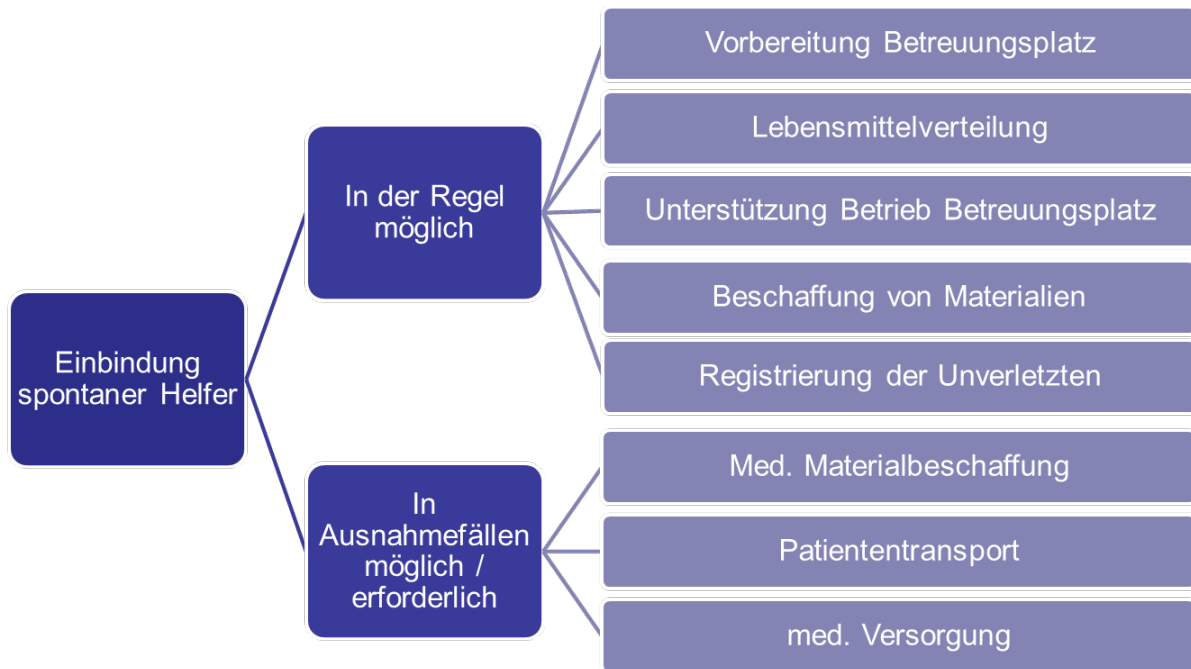 Einbindung
spontaner Helfer
In der Regel
möglich
Vorbereitung Betreuungsplatz
Lebensmittelverteilung
Unterstützung Betrieb Betreuungsplatz
Beschaffung von Materialien
Registrierung der Unverletzten
In
Ausnahmefällen
möglich /
erforderlich
Med. Materialbeschaffung
Patiententransport
med. Versorgung